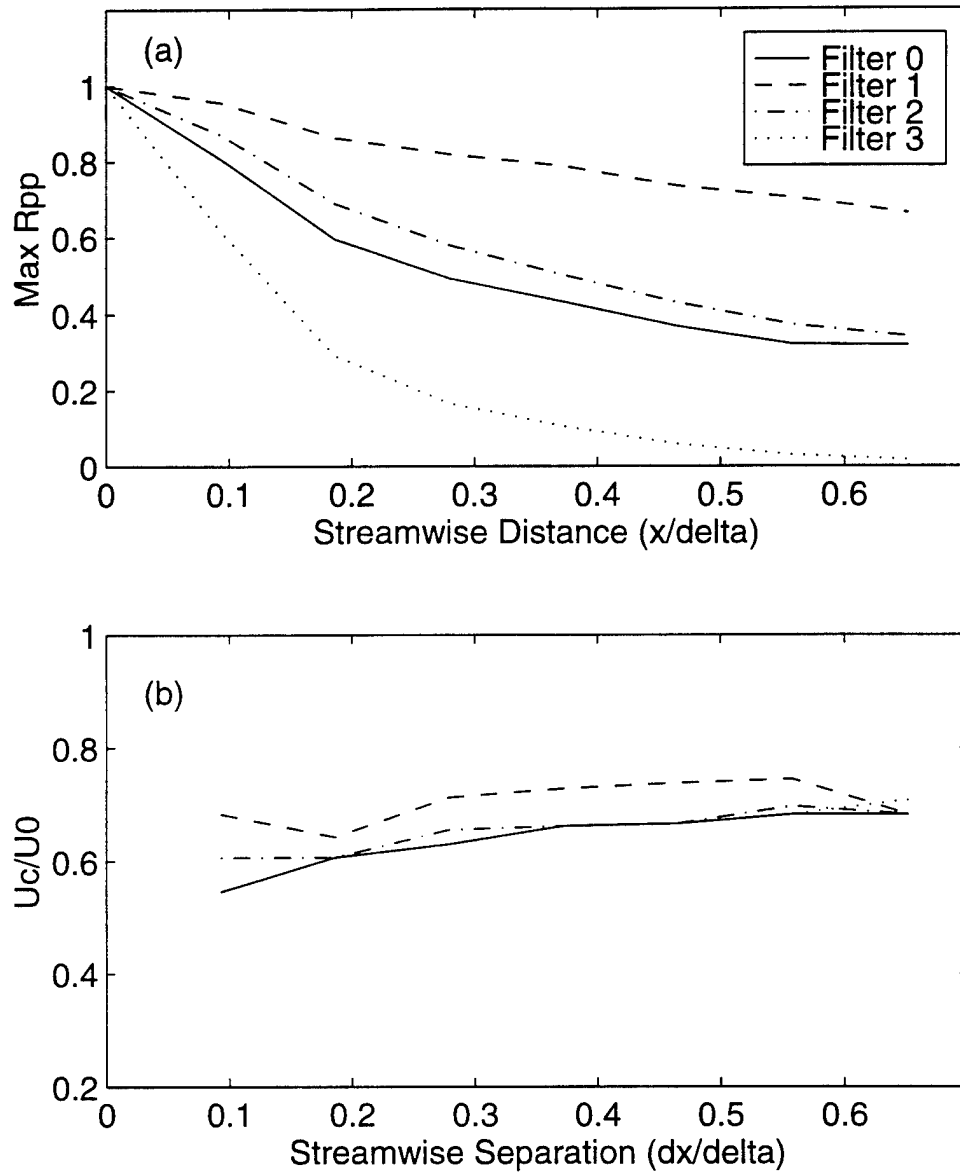 (a)
Filter 0
Filter 1
Filter 2
Filter 3
1
0.8
0.6
0.4
0.2
0
Max Rpp
0 0.1 0.2 0.3 0.4 0.5 0.6
Streamwise Distance (x/delta)
(b)
1
0.8
0.6
0.4
0.2
Uc/U0
0 0.1 0.2 0.3 0.4 0.5 0.6
Streamwise Separation (dx/delta)